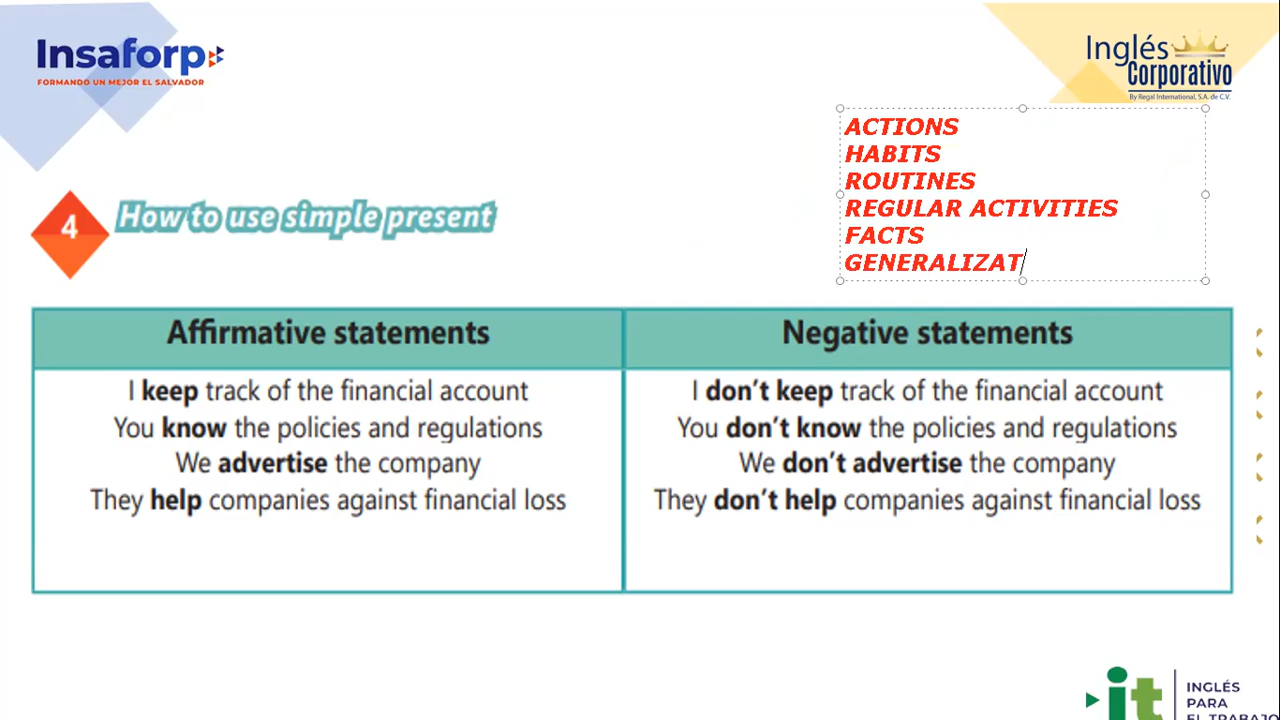 Insaforp
FORMANDO UN MEJOR EL SALVADOR
Inglés
Corporativo
By Regal International, S.A. de C.V.
ACTIONS
HABITS
ROUTINES
REGULAR ACTIVITIES
FACTS
GENERALIZAT
4
How to use simple present
Affirmative statements
I keep track of the financial account
You know the policies and regulations
We advertise the company
They help companies against financial loss
Negative statements
I don't keep track of the financial account
You don't know the policies and regulations
We don't advertise the company
They don't help companies against financial loss
it
INGLÉS
PARA
EL TRABAJO